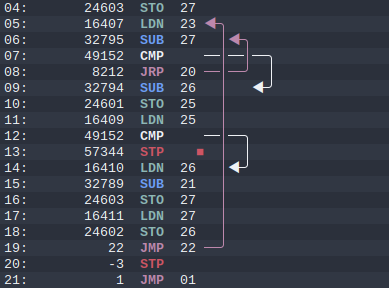 04: 24603 STO 27
05: 16407 LDN 23
06: 32795 SUB 27
07: 49152 CMP
08: 8212 JRP 20
09: 32794 SUB 26
10: 24601 STO 25
11: 16409 LDN 25
12: 49152 CMP
13: 57344 STP
14: 16410 LDN 26
15: 32789 SUB 21
16: 24603 STO 27
17: 16411 LDN 27
18: 24602 STO 26
19: 22 JMP 22
20: -3 STP
21: 1 JMP 01